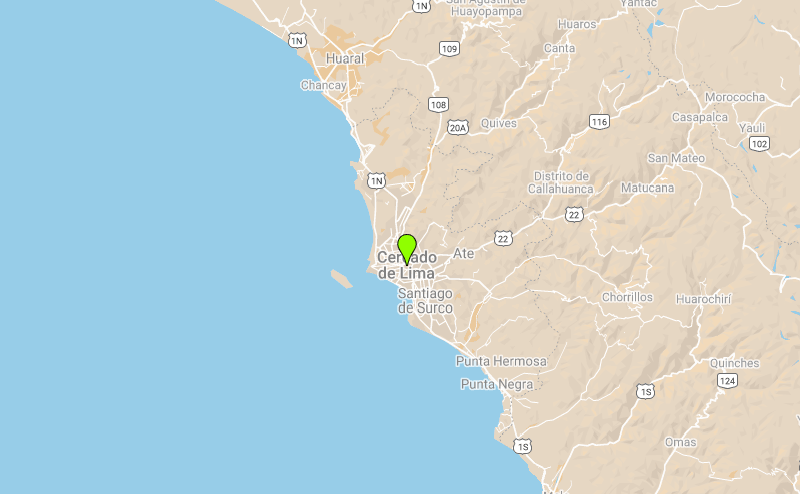 1N
San Agustín de
Huayopampa
Yantac
Huaros
1N
109
Canta
Huaral
Chancay
108
Morococha
Casapalca
116
20A
Quives
Yauli
102
San Mateo
Distrito de
Callahuanca
Matucana
1N
22
22
Ate
Cercado
de Lima
Santiago
de Surco
Chorrillos
Huarochirí
Punta Hermosa
Quinches
Punta Negra
124
1S
Omas
1S